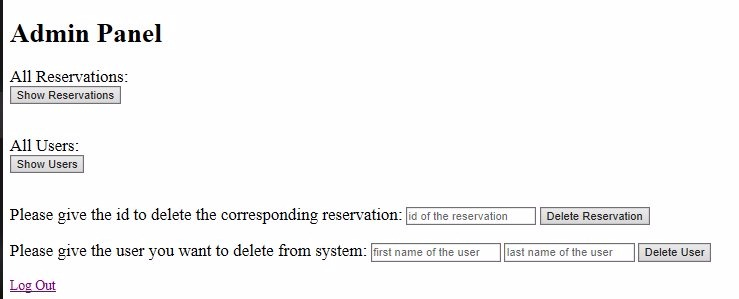 Admin Panel
All Reservations:
Show Reservations
All Users:
Show Users
Please give the id to delete the corresponding reservation: id of the reservation Delete Reservation
Please give the user you want to delete from system: first name of the user last name of the user Delete User
Log Out